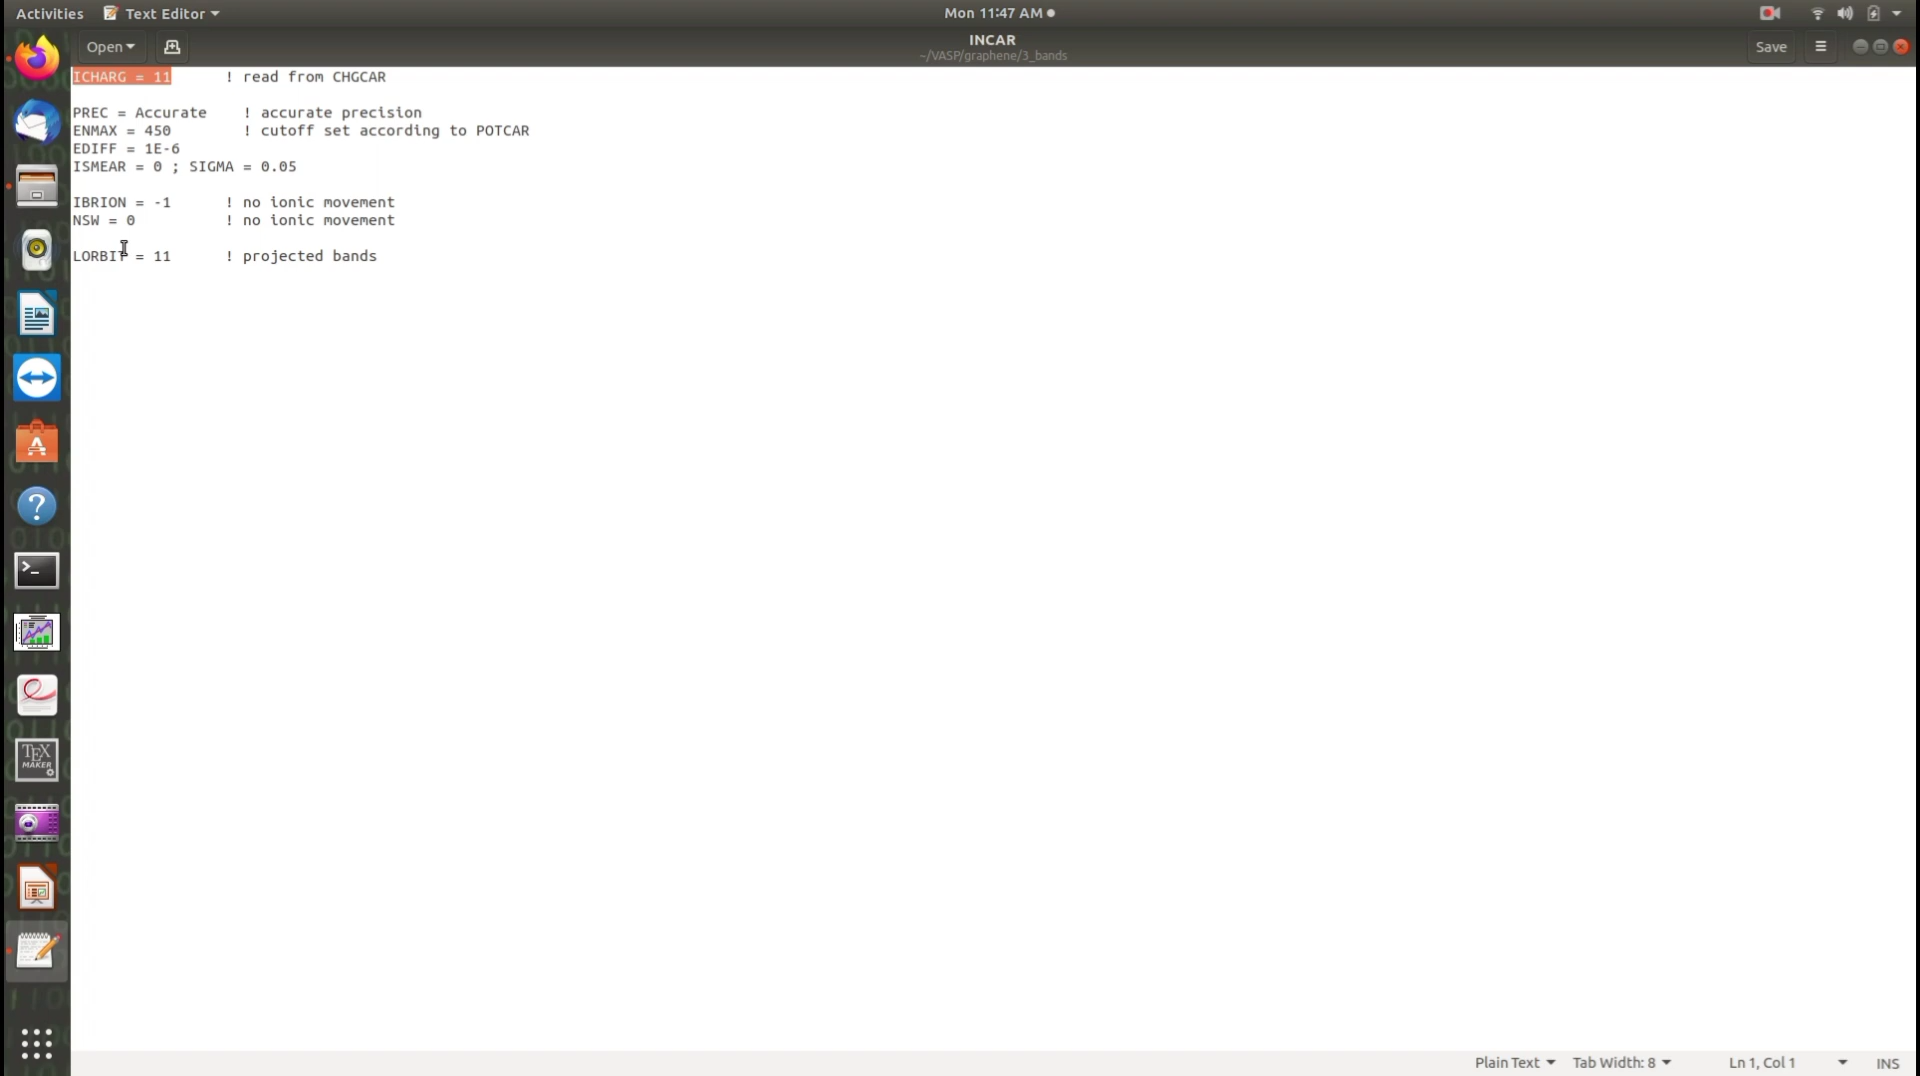 Activities Text Editor Mon 11:47 AM
Open INCAR Save
~/VASP/graphene/3_bands
ICHARG = 11 ! read from CHGCAR
PREC = Accurate ! accurate precision
ENMAX = 450 ! cutoff set according to POTCAR
EDIFF = 1E-6
ISMEAR = 0 ; SIGMA = 0.05
IBRION = -1 ! no ionic movement
NSW = 0 ! no ionic movement
LORBIT = 11 ! projected bands
TEX
MAKER
Plain Text Tab Width: 8 Ln 1, Col 1 INS